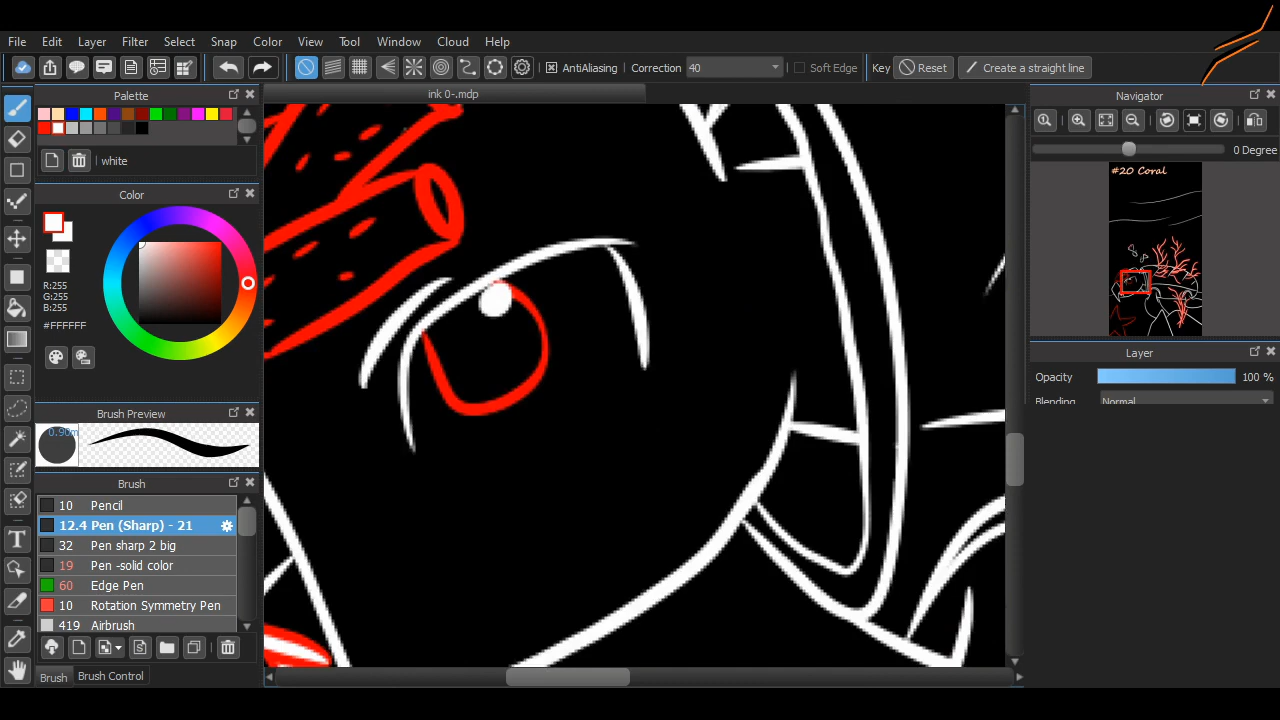 File Edit Layer Filter Select Snap Color View Tool Window Cloud Help
AntiAliasing Correction 40 Soft Edge Key Reset Create a straight line
Palette
ink 0-.mdp
Navigator
0 Degree
white
#20 Coral
Color
R:255
G:255
B:255
#FFFFFF
Layer
Opacity 100 %
Blending Normal
Brush Preview
Brush
10 Pencil
12.4 Pen (Sharp) - 21
32 Pen sharp 2 big
19 Pen -solid color
60 Edge Pen
10 Rotation Symmetry Pen
419 Airbrush
Brush Brush Control